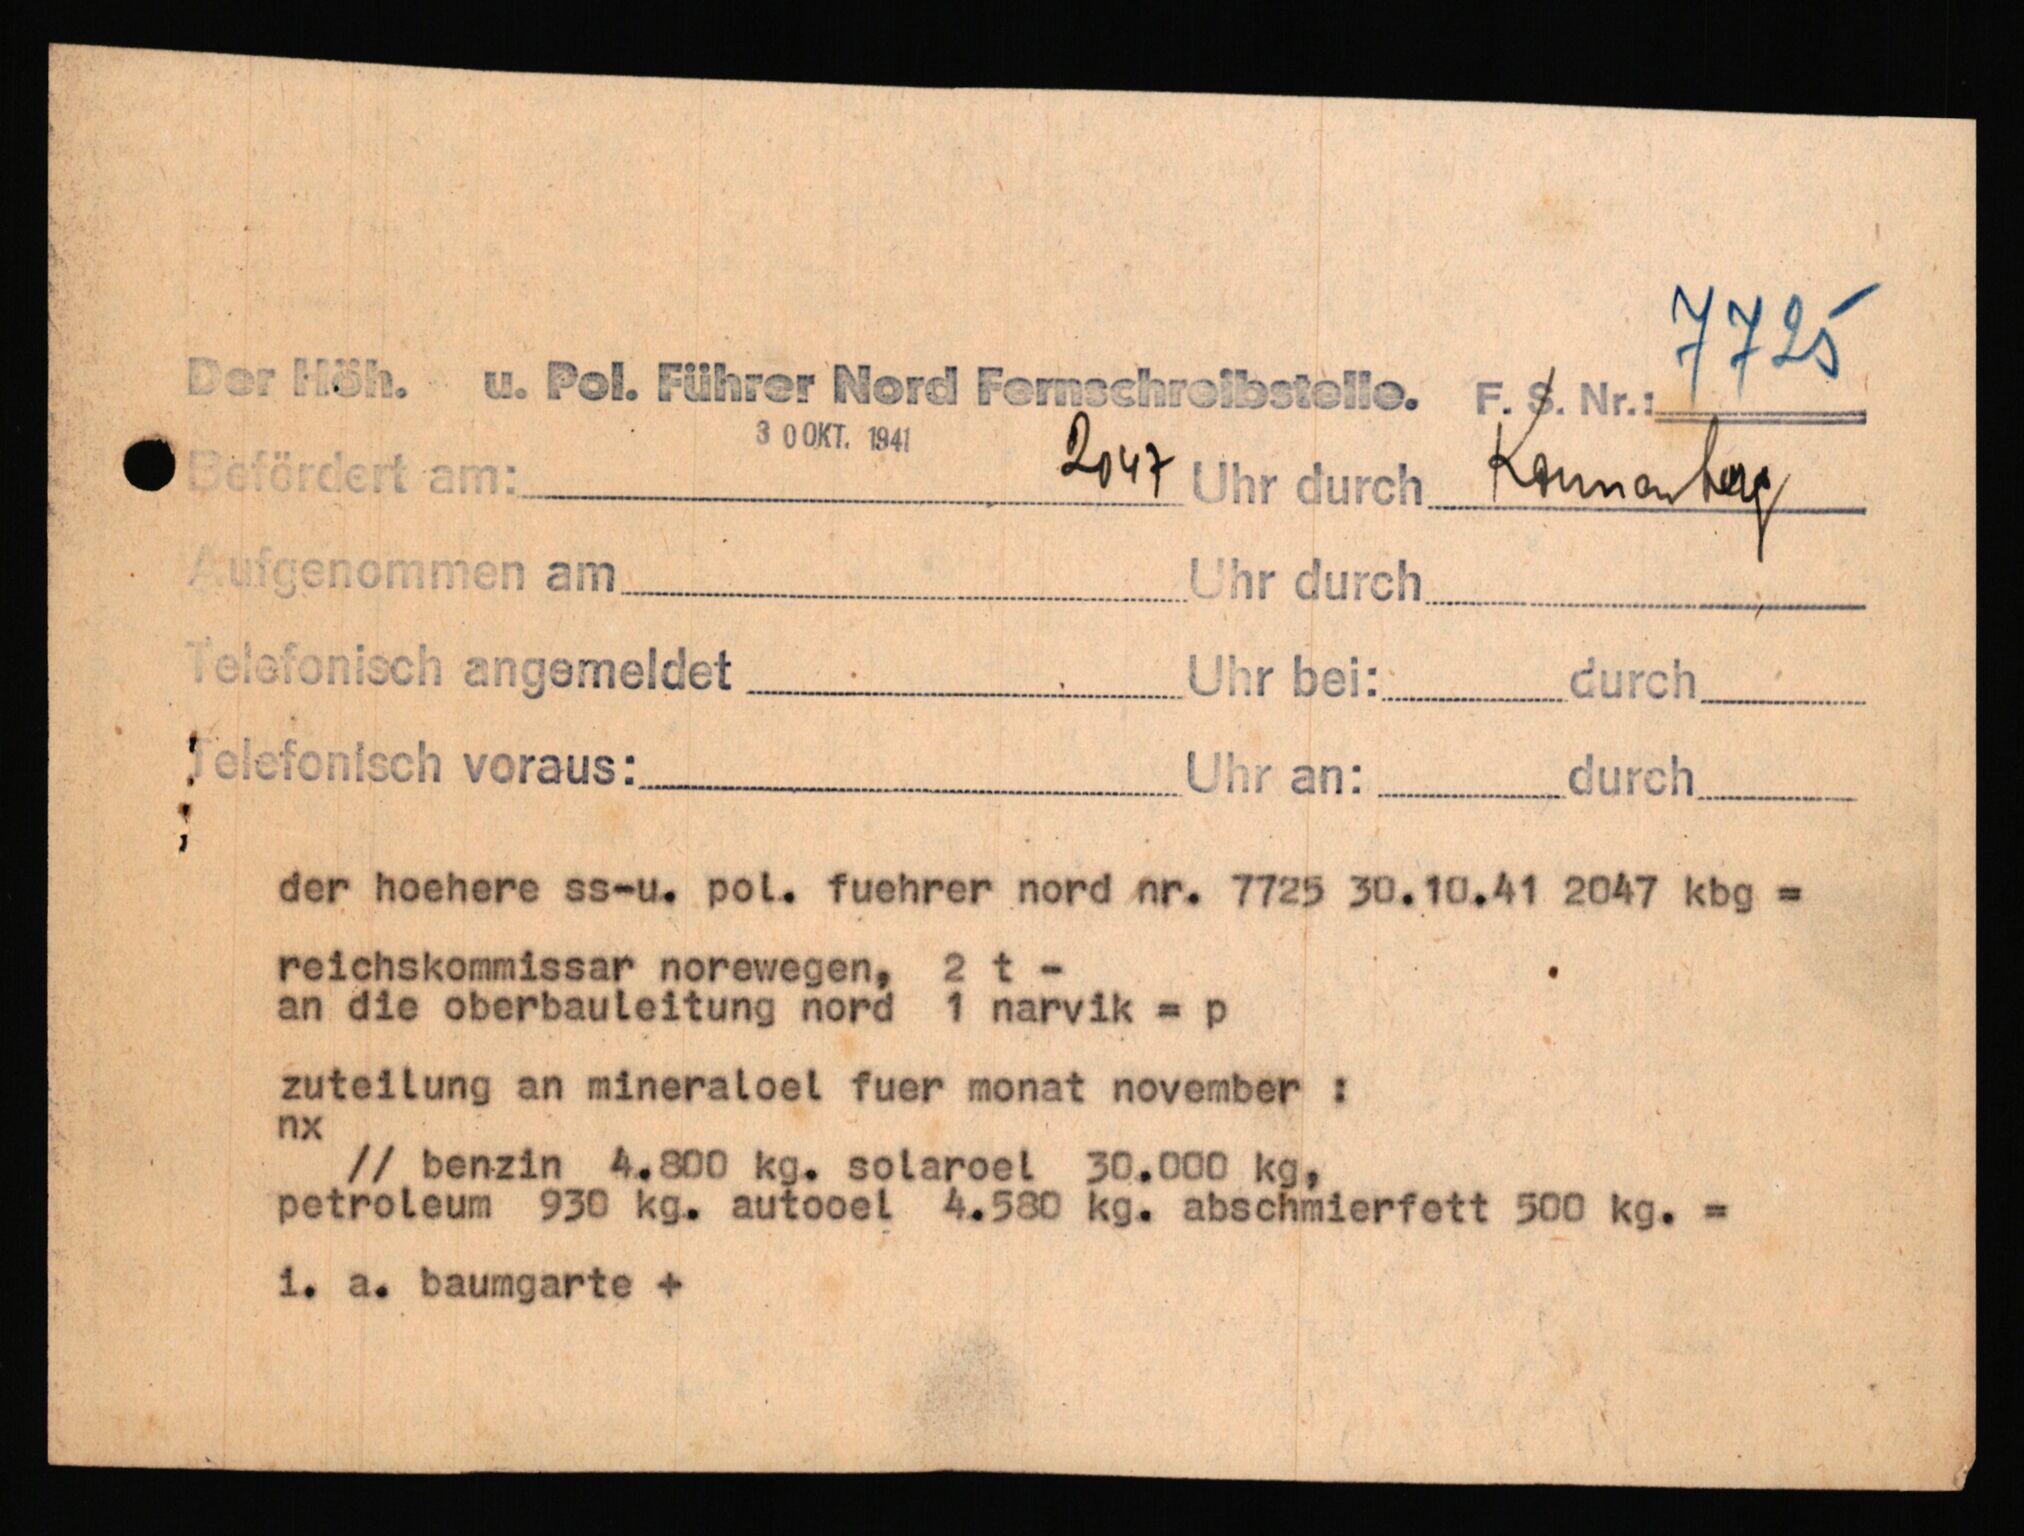 7725
Der Höh. u. Pol. Führer Nord Fernschreibstelle. F. S. Nr.:
30 OKT. 1941
Befördert am: 2047 Uhr durch Kannenberg
Aufgenommen am Uhr durch
Telefonisch angemeldet Uhr bei: durch
Telefonisch voraus: Uhr an: durch
der hoehere ss-u. pol. fuehrer nord nr. 7725 30.10.41 2047 kbg =
reichskommissar norewegen, 2 t -
an die oberbauleitung nord 1 narvik = p
zuteilung an mineraloel fuer monat november :
nx
// benzin 4.800 kg. solaroel 30.000 kg,
petroleum 930 kg. autooel 4.580 kg. abschmierfett 500 kg. =
i. a. baumgarte +